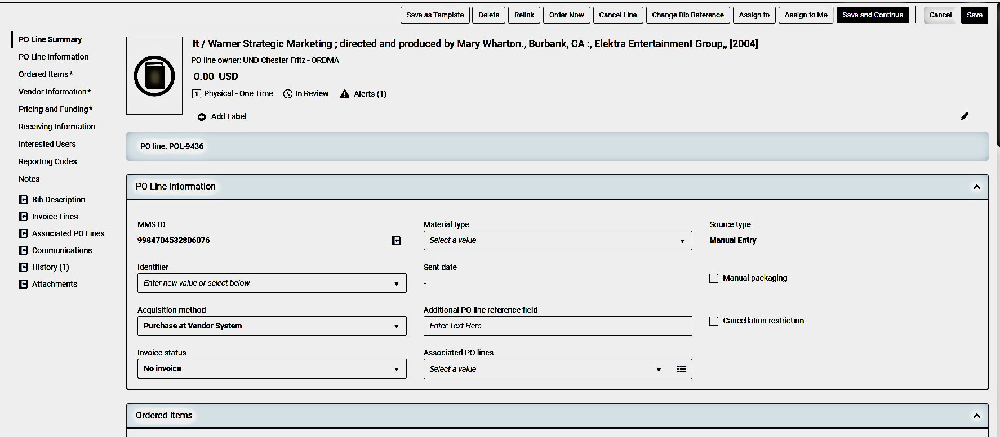 Save as Template Delete Relink Order Now Cancel Line Change Bib Reference Assign to Assign to Me Save and Continue Cancel Save
PO Line Summary
PO Line Information
Ordered Items*
Vendor Information*
Pricing and Funding*
Receiving Information
Interested Users
Reporting Codes
Notes
Bib Description
Invoice Lines
Associated PO Lines
Communications
History (1)
Attachments
It / Warner Strategic Marketing ; directed and produced by Mary Wharton., Burbank, CA :, Elektra Entertainment Group,, [2004]
PO line owner: UND Chester Fritz - ORDMA
0.00 USD
1 Physical - One Time In Review Alerts (1)
Add Label
PO line: POL-9436
PO Line Information
MMS ID Material type Source type
9984704532806076 Select a value Manual Entry
Identifier Sent date
Enter new value or select below - Manual packaging
Acquisition method Additional PO line reference field
Purchase at Vendor System Enter Text Here Cancellation restriction
Invoice status Associated PO lines
No invoice Select a value
Ordered Items